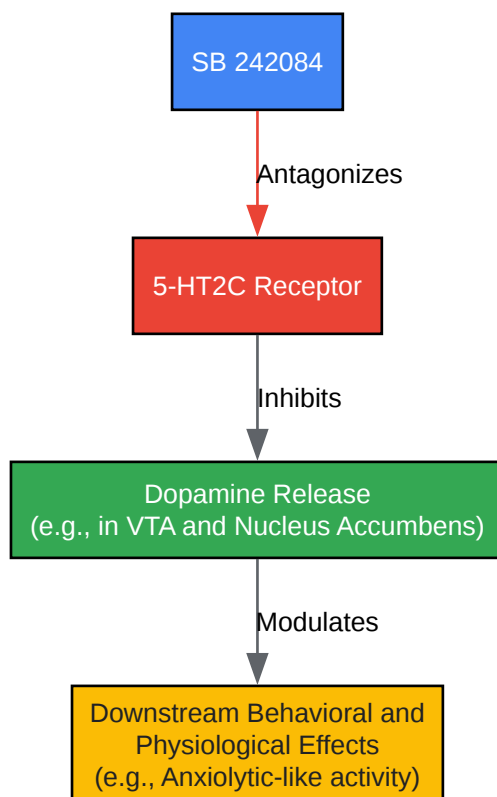 SB 242084
Antagonizes
5-HT2C Receptor
Inhibits
Dopamine Release
(e.g., in VTA and Nucleus Accumbens)
Modulates
Downstream Behavioral and
Physiological Effects
(e.g., Anxiolytic-like activity)